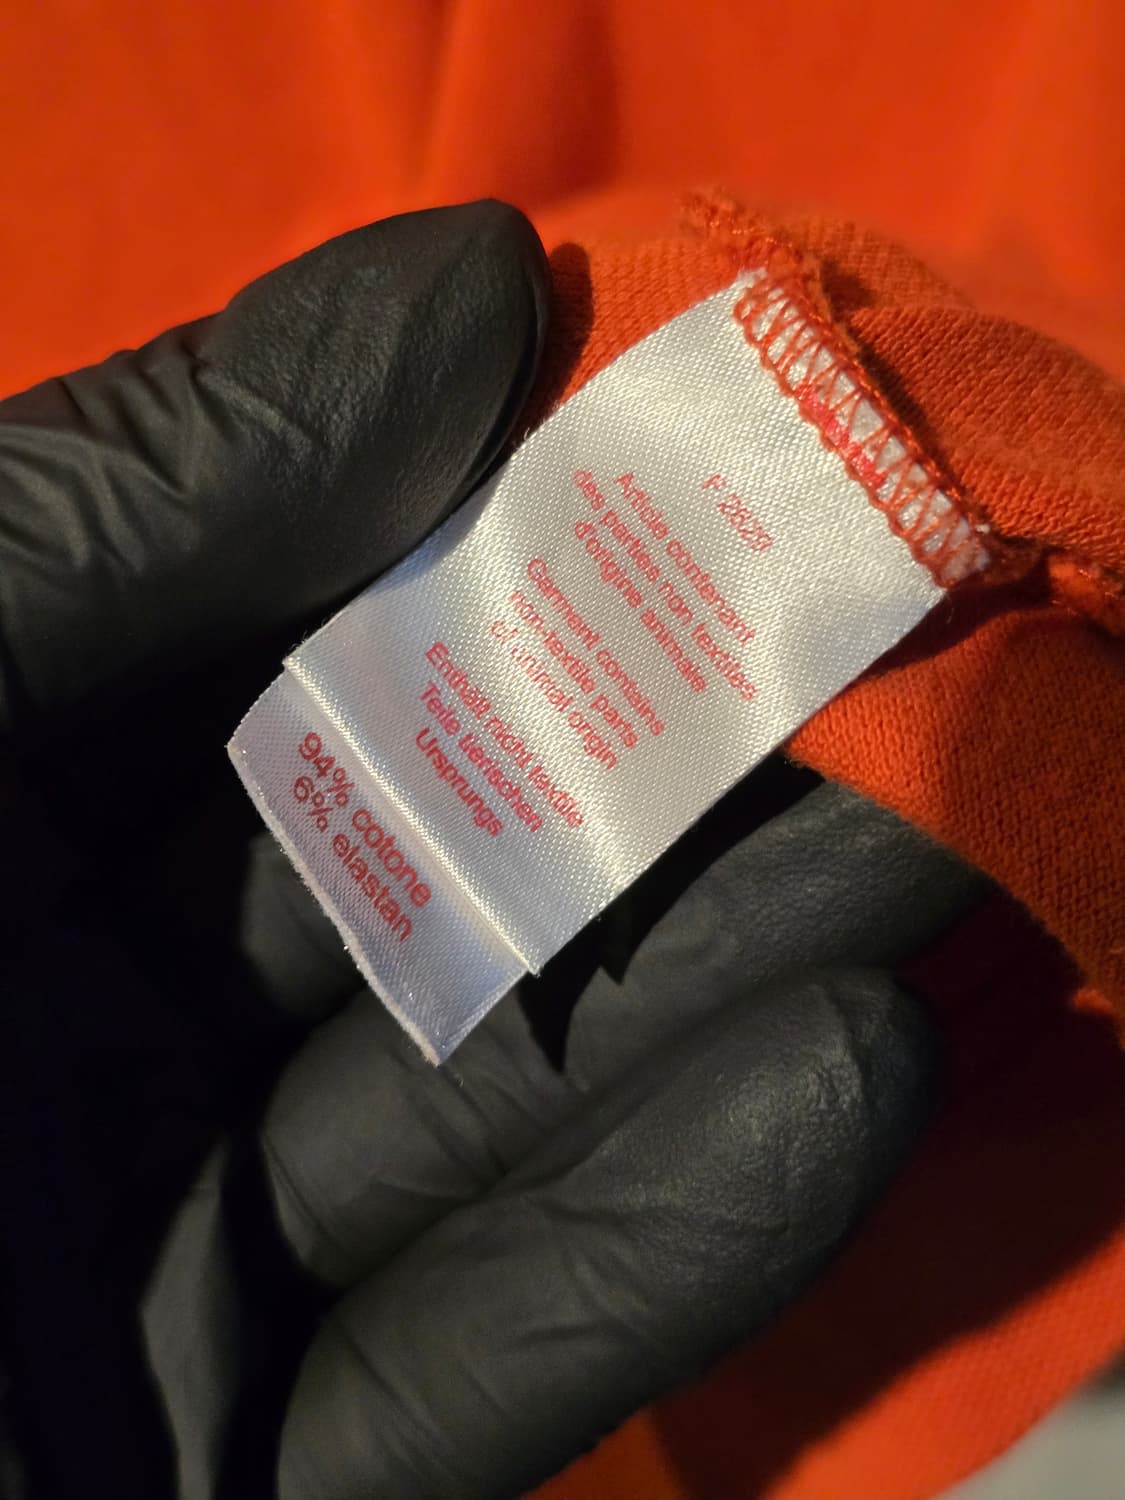 Article contenant
des parties non textiles
d'origine animale
Garment contains
non-textile parts
of animal origin
Enthält nicht textile
Teile tierischen
Ursprungs
94% cotone
6% elastan